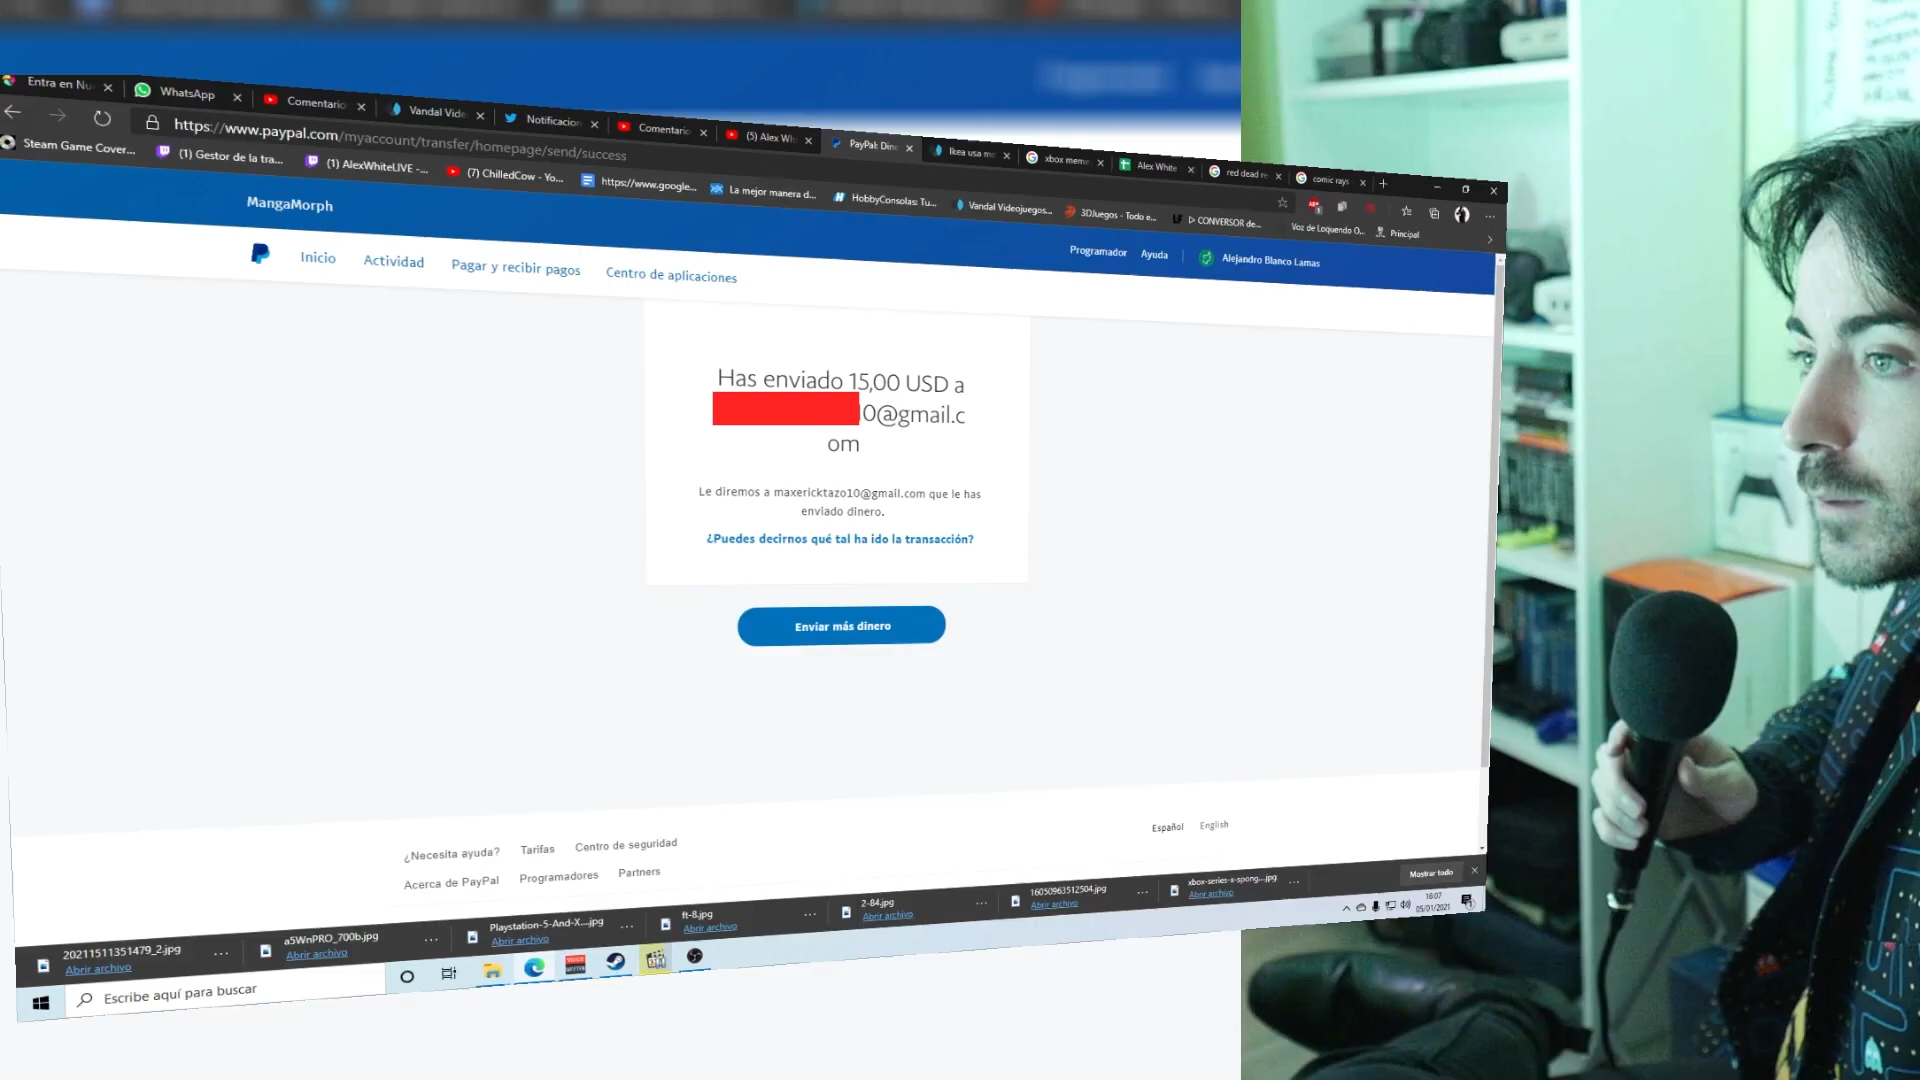 Entra en Nu
WhatsApp
Comentario
Vandal Vide
Notificacion
Comentario
(5) Alex Wh
PayPal: Dine
Ikea usa mo
xbox meme
Alex White
red dead re
comic rays
https://www.paypal.com/myaccount/transfer/homepage/send/success
Steam Game Cover...
(1) Gestor de la tra...
(1) AlexWhiteLIVE -...
(7) ChilledCow - Yo...
https://www.google...
La mejor manera d...
HobbyConsolas: Tu...
Vandal Videojuegos...
3DJuegos - Todo e...
▷ CONVERSOR de...
Voz de Loquendo O...
Principal
MangaMorph
Programador
Ayuda
Alejandro Blanco Lamas
Inicio
Actividad
Pagar y recibir pagos
Centro de aplicaciones
Has enviado 15,00 USD a
10@gmail.c
om
Le diremos a maxericktazo10@gmail.com que le has
enviado dinero.
¿Puedes decirnos qué tal ha ido la transacción?
Enviar más dinero
Español
English
¿Necesita ayuda?
Tarifas
Centro de seguridad
Acerca de PayPal
Programadores
Partners
20211511351479_2.jpg
Abrir archivo
a5WnPRO_700b.jpg
Abrir archivo
Playstation-5-And-X....jpg
Abrir archivo
ft-8.jpg
Abrir archivo
2-84.jpg
Abrir archivo
16050963512504.jpg
Abrir archivo
xbox-series-x-spong....jpg
Abrir archivo
Mostrar todo
Escribe aquí para buscar
16:07
05/01/2021